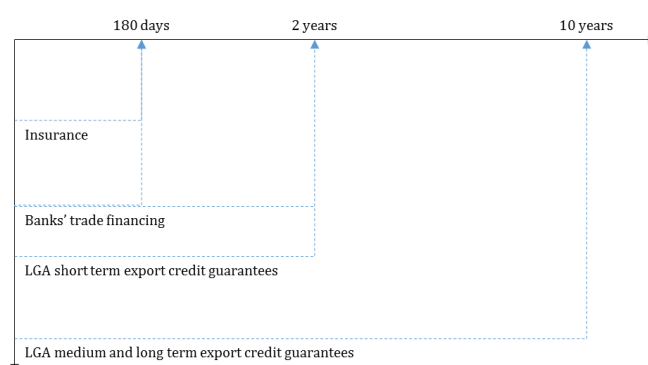 180 days
2 years
10 years
Insurance
Banks’ trade financing
LGA short term export credit guarantees
LGA medium and long term export credit guarantees